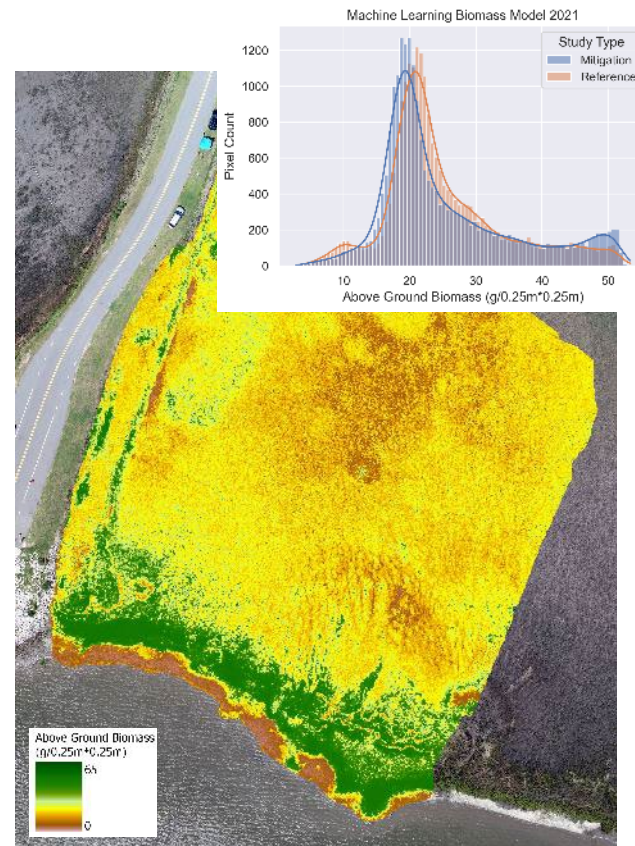 Machine Learning Biomass Model 2021
Study Type
Mitigation
Reference
Pixel Count
1200
1000
800
600
400
200
0
10 20 30 40 50
Above Ground Biomass (g/0.25m*0.25m)
Above Ground Biomass
(g/0.25m*0.25m)
65
0